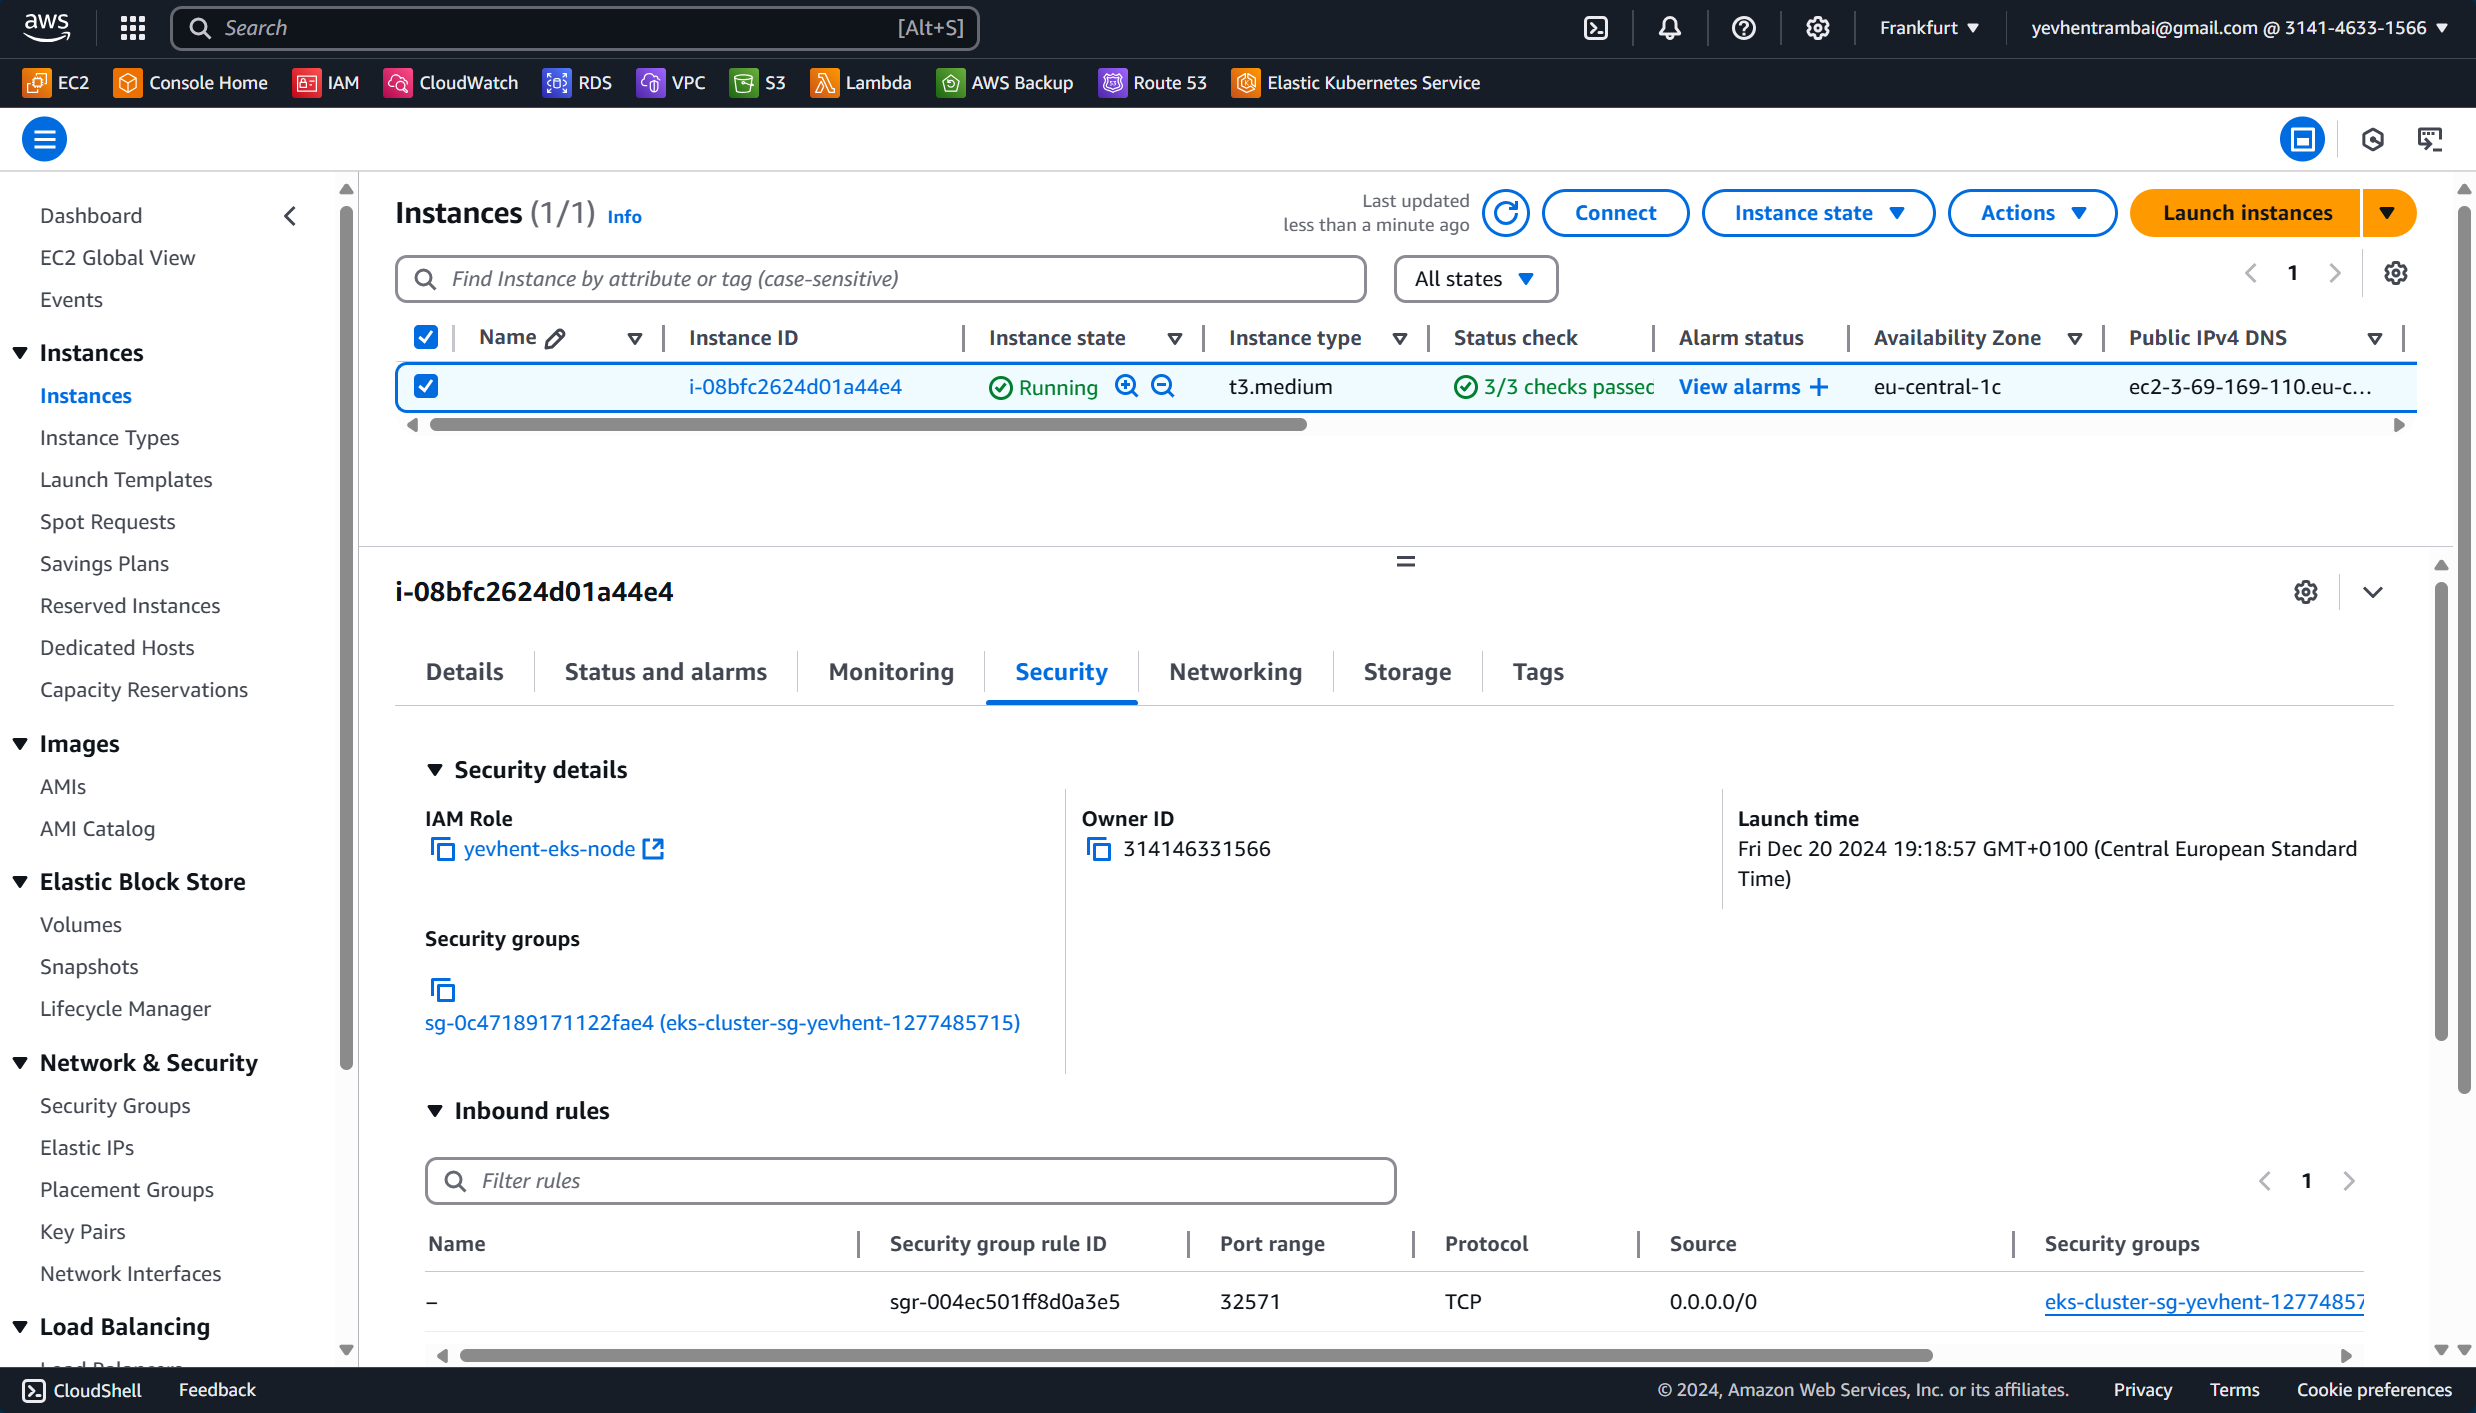 aws
Search [Alt+S]
Frankfurt
yevhentrambai@gmail.com @ 3141-4633-1566
EC2
Console Home
IAM
CloudWatch
RDS
VPC
S3
Lambda
AWS Backup
Route 53
Elastic Kubernetes Service
Dashboard
EC2 Global View
Events
Instances
Instances
Instance Types
Launch Templates
Spot Requests
Savings Plans
Reserved Instances
Dedicated Hosts
Capacity Reservations
Images
AMIs
AMI Catalog
Elastic Block Store
Volumes
Snapshots
Lifecycle Manager
Network & Security
Security Groups
Elastic IPs
Placement Groups
Key Pairs
Network Interfaces
Load Balancing
Instances (1/1) Info
Last updated
less than a minute ago
Connect
Instance state
Actions
Launch instances
Find Instance by attribute or tag (case-sensitive)
All states
1
Name Instance ID Instance state Instance type Status check Alarm status Availability Zone Public IPv4 DNS
i-08bfc2624d01a44e4 Running t3.medium 3/3 checks passec View alarms + eu-central-1c ec2-3-69-169-110.eu-c...
i-08bfc2624d01a44e4
Details
Status and alarms
Monitoring
Security
Networking
Storage
Tags
Security details
IAM Role
yevhent-eks-node
Owner ID
314146331566
Launch time
Fri Dec 20 2024 19:18:57 GMT+0100 (Central European Standard
Time)
Security groups
sg-0c47189171122fae4 (eks-cluster-sg-yevhent-1277485715)
Inbound rules
Filter rules
1
Name Security group rule ID Port range Protocol Source Security groups
– sgr-004ec501ff8d0a3e5 32571 TCP 0.0.0.0/0 eks-cluster-sg-yevhent-12774857
CloudShell
Feedback
© 2024, Amazon Web Services, Inc. or its affiliates.
Privacy
Terms
Cookie preferences